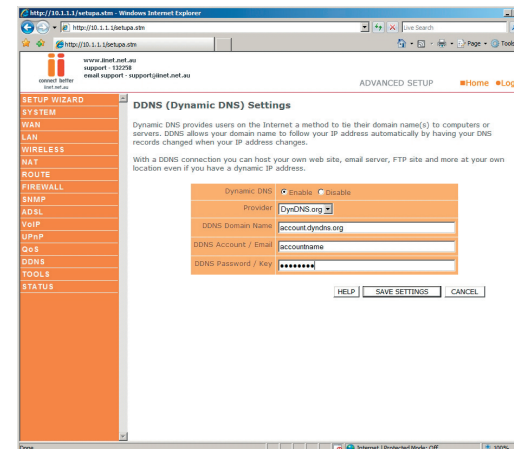 http://10.1.1.1/setupa.stm - Windows Internet Explorer
http://10.1.1.1/setupa.stm
Live Search
http://10.1.1.1/setupa.stm
Page
Tools
www.iinet.net.au
support - 132258
email support - support@iinet.net.au
connect better
iinet.net.au
ADVANCED SETUP
Home
Log
SETUP WIZARD
SYSTEM
WAN
LAN
WIRELESS
NAT
ROUTE
FIREWALL
SNMP
ADSL
VoIP
UPnP
QoS
DDNS
TOOLS
STATUS
DDNS (Dynamic DNS) Settings
Dynamic DNS provides users on the Internet a method to tie their domain name(s) to computers or
servers. DDNS allows your domain name to follow your IP address automatically by having your DNS
records changed when your IP address changes.
With a DDNS connection you can host your own web site, email server, FTP site and more at your own
location even if you have a dynamic IP address.
Dynamic DNS Enable Disable
Provider DynDNS.org
DDNS Domain Name account.dyndns.org
DDNS Account / Email accountname
DDNS Password / Key ●●●●●●●●
HELP SAVE SETTINGS CANCEL
Done
Internet | Protected Mode: Off
100%